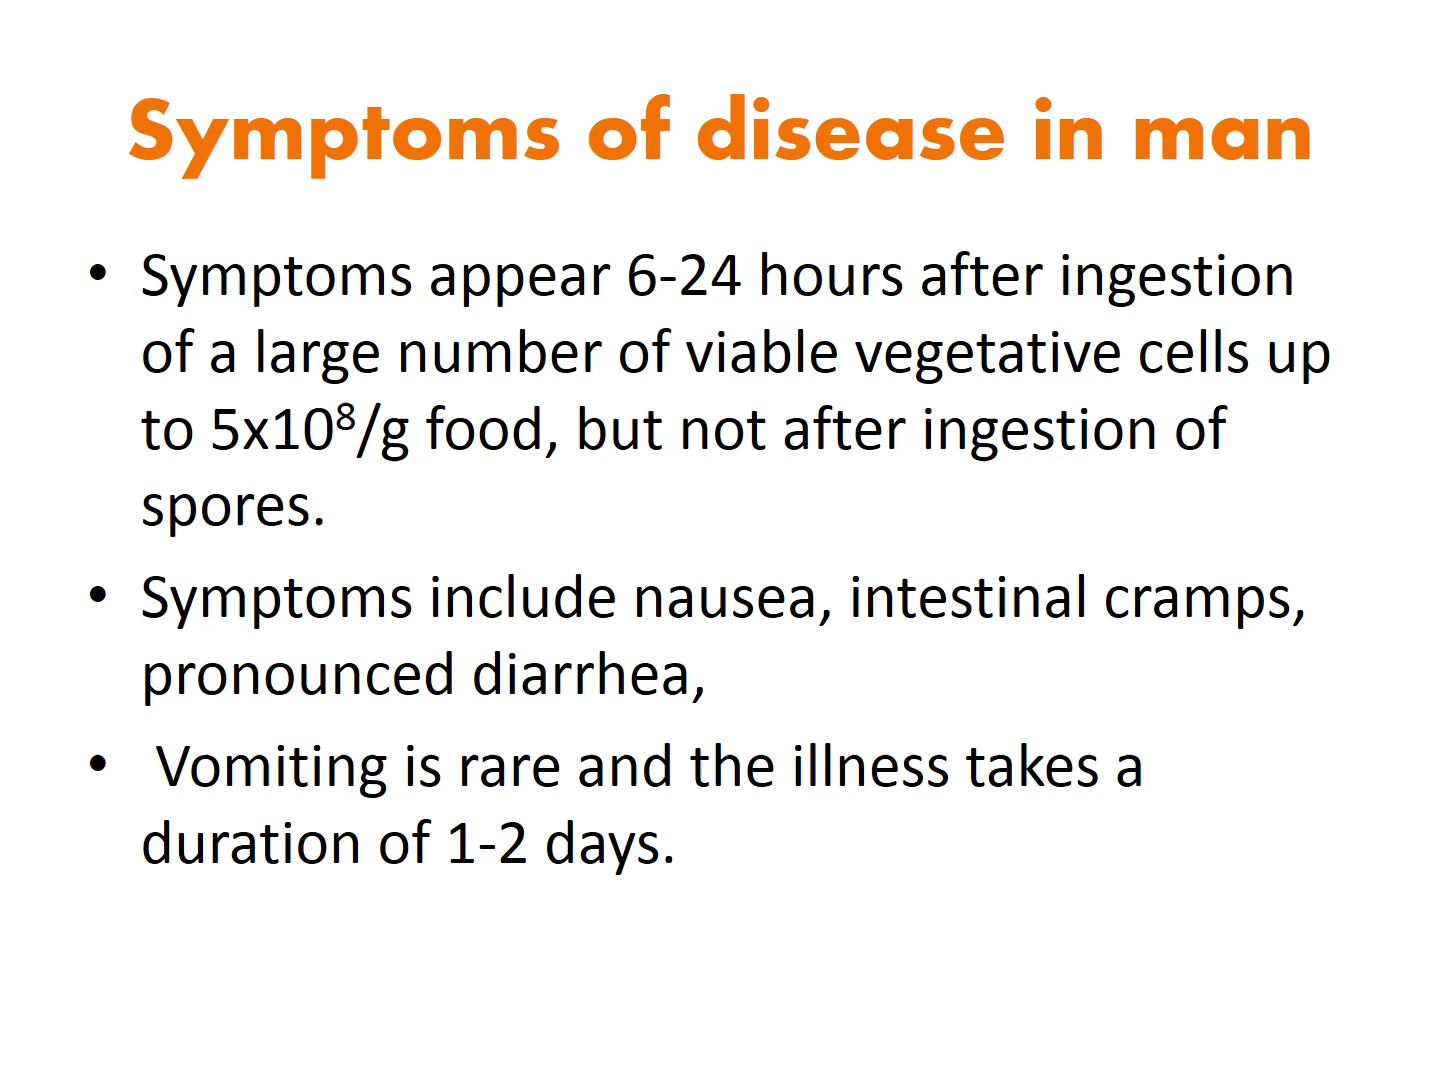 Symptoms of disease in man
• Symptoms appear 6-24 hours after ingestion
of a large number of viable vegetative cells up
to 5x10⁸/g food, but not after ingestion of
spores.
• Symptoms include nausea, intestinal cramps,
pronounced diarrhea,
• Vomiting is rare and the illness takes a
duration of 1-2 days.